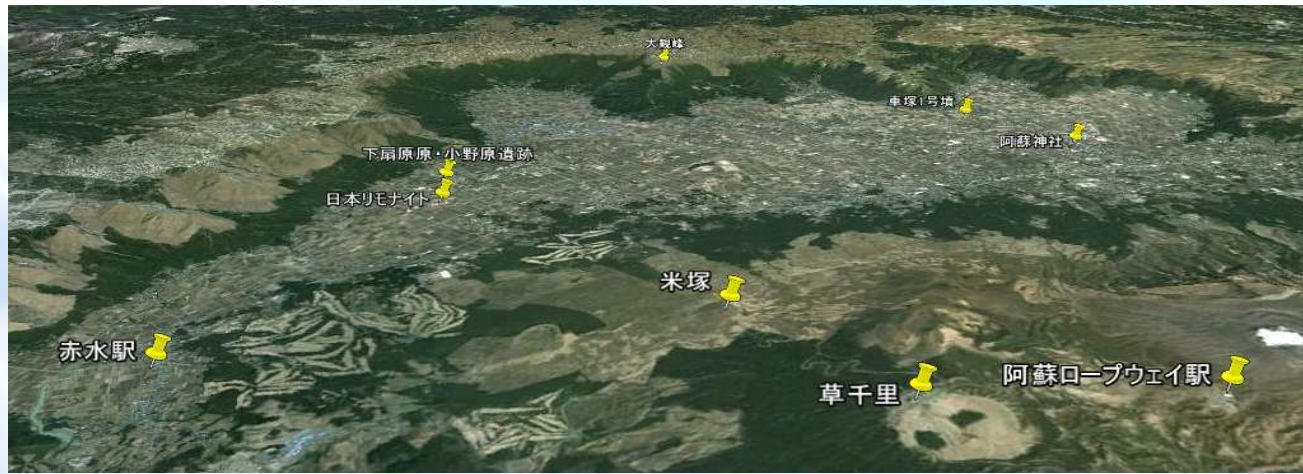 大観峰
車塚1号墳
阿蘇神社
下扇原原・小野原遺跡
日本リモナイト
米塚
赤水駅
草千里
阿蘇ロープウェイ駅